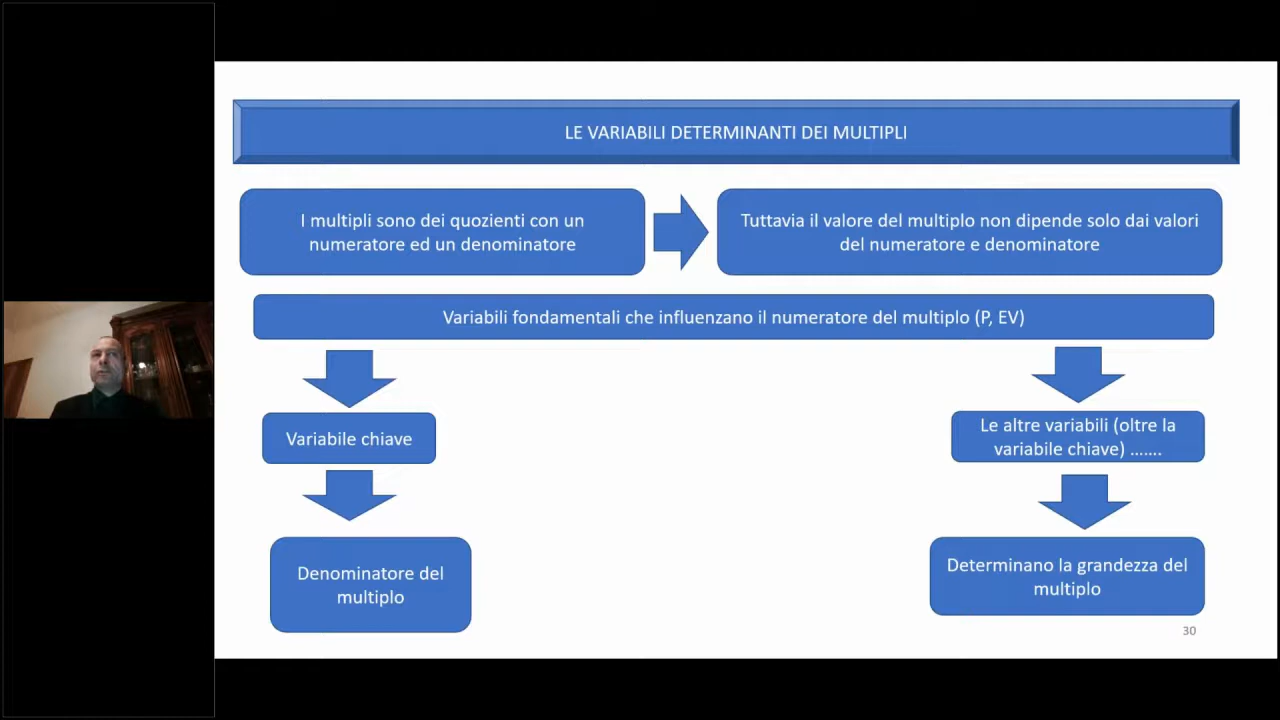 LE VARIABILI DETERMINANTI DEI MULTIPLI
I multipli sono dei quozienti con un
numeratore ed un denominatore
Tuttavia il valore del multiplo non dipende solo dai valori
del numeratore e denominatore
Variabili fondamentali che influenzano il numeratore del multiplo (P, EV)
Variabile chiave
Denominatore del
multiplo
Le altre variabili (oltre la
variabile chiave) …….
Determinano la grandezza del
multiplo
30